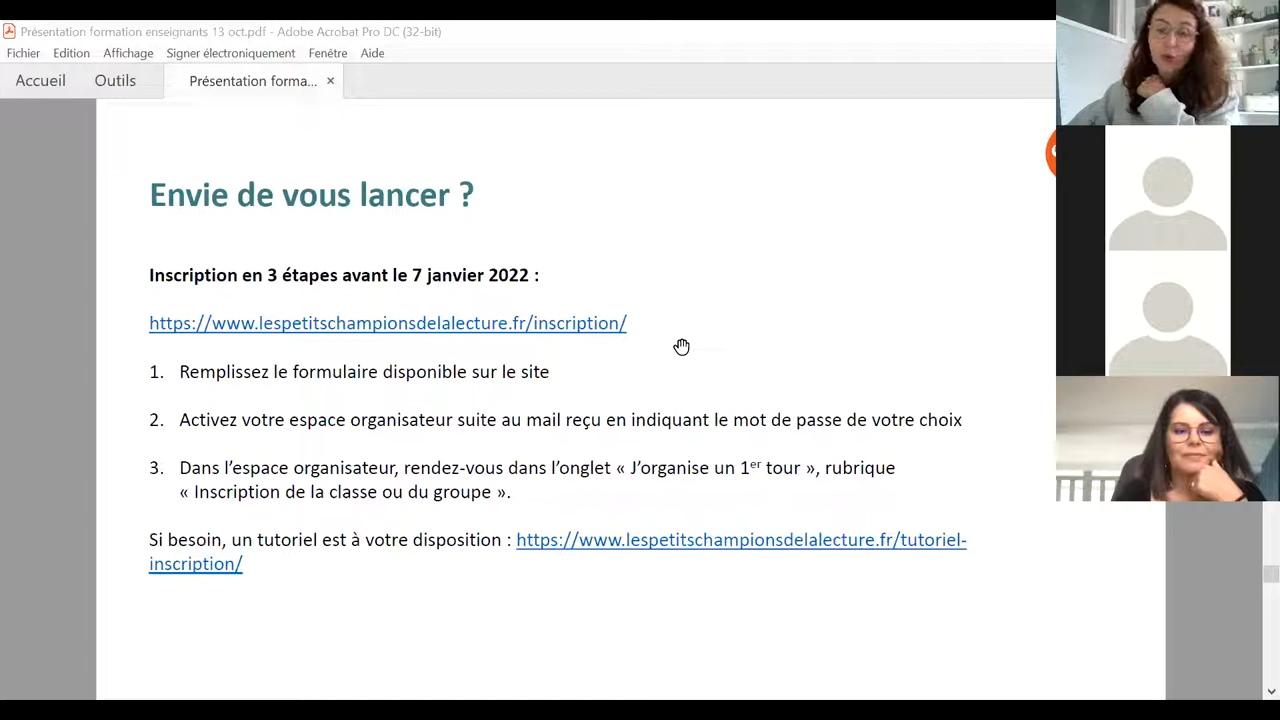 Présentation formation enseignants 13 oct.pdf - Adobe Acrobat Pro DC (32-bit)
Fichier Edition Affichage Signer électroniquement Fenêtre Aide
Accueil Outils Présentation forma... ×
Envie de vous lancer ?
Inscription en 3 étapes avant le 7 janvier 2022 :
https://www.lespetitschampionsdelalecture.fr/inscription/
1. Remplissez le formulaire disponible sur le site
2. Activez votre espace organisateur suite au mail reçu en indiquant le mot de passe de votre choix
3. Dans l’espace organisateur, rendez-vous dans l’onglet « J’organise un 1er tour », rubrique
« Inscription de la classe ou du groupe ».
Si besoin, un tutoriel est à votre disposition : https://www.lespetitschampionsdelalecture.fr/tutoriel-
inscription/